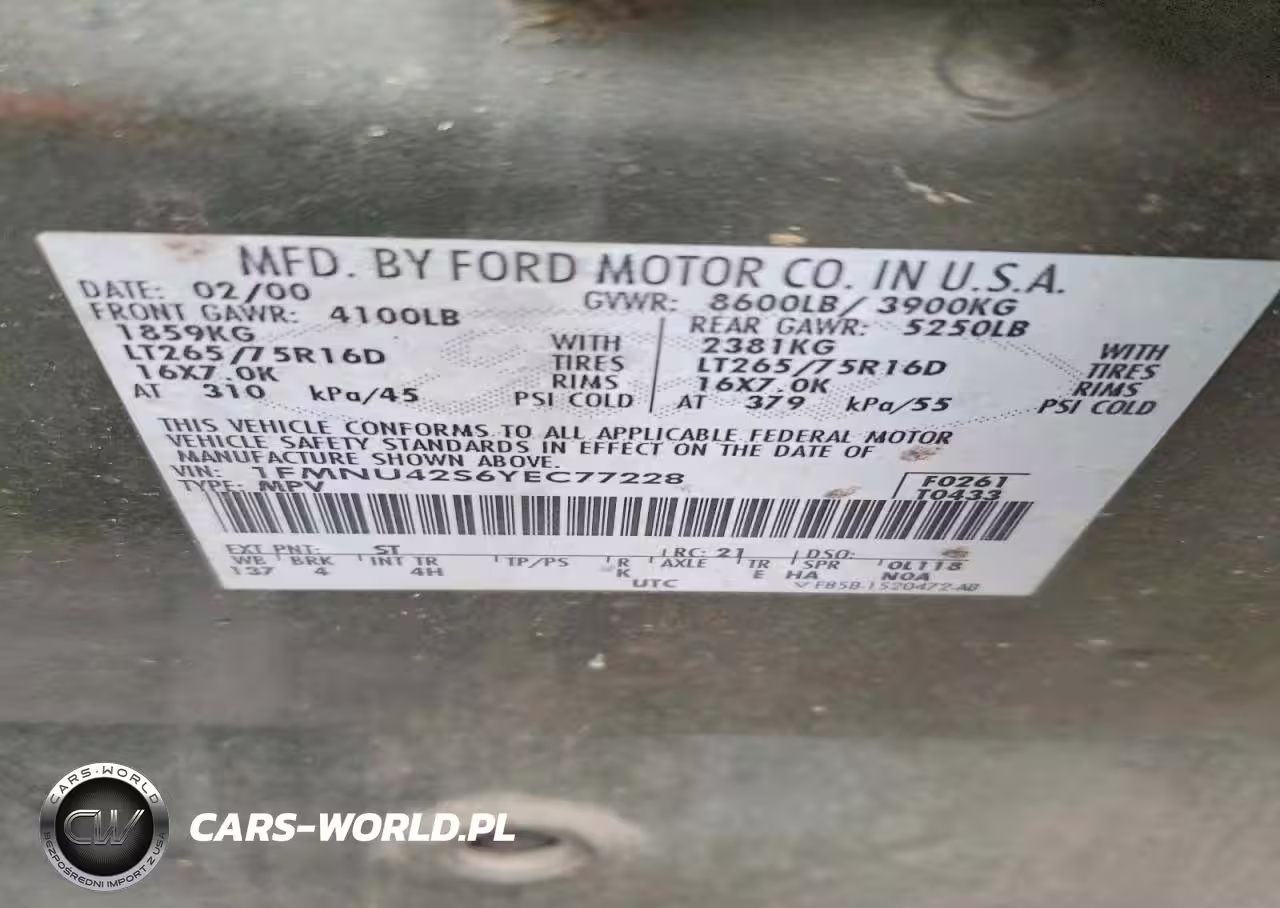 MFD. BY FORD MOTOR CO. IN U.S.A.
DATE: 02/00 GVWR: 8600LB/ 3900KG
FRONT GAWR: 4100LB REAR GAWR: 5250LB
1859KG WITH 2381KG WITH
LT265/75R16D TIRES LT265/75R16D TIRES
16X7.0K RIMS 16X7.0K RIMS
AT 310 kPa/45 PSI COLD AT 379 kPa/55 PSI COLD
THIS VEHICLE CONFORMS TO ALL APPLICABLE FEDERAL MOTOR
VEHICLE SAFETY STANDARDS IN EFFECT ON THE DATE OF
MANUFACTURE SHOWN ABOVE.
VIN: 1FMNU42S6YEC77228 F0261
TYPE: MPV T0433
EXT PNT: ST RC: 21 DSO:
WB BRK INT TR TP/PS R AXLE TR SPR 0L118
137 4 4H K E HA N0A
UTC F85B-1520472-AB
CARS-WORLD
CW
BEZPOŚREDNI IMPORT Z USA
CARS-WORLD.PL